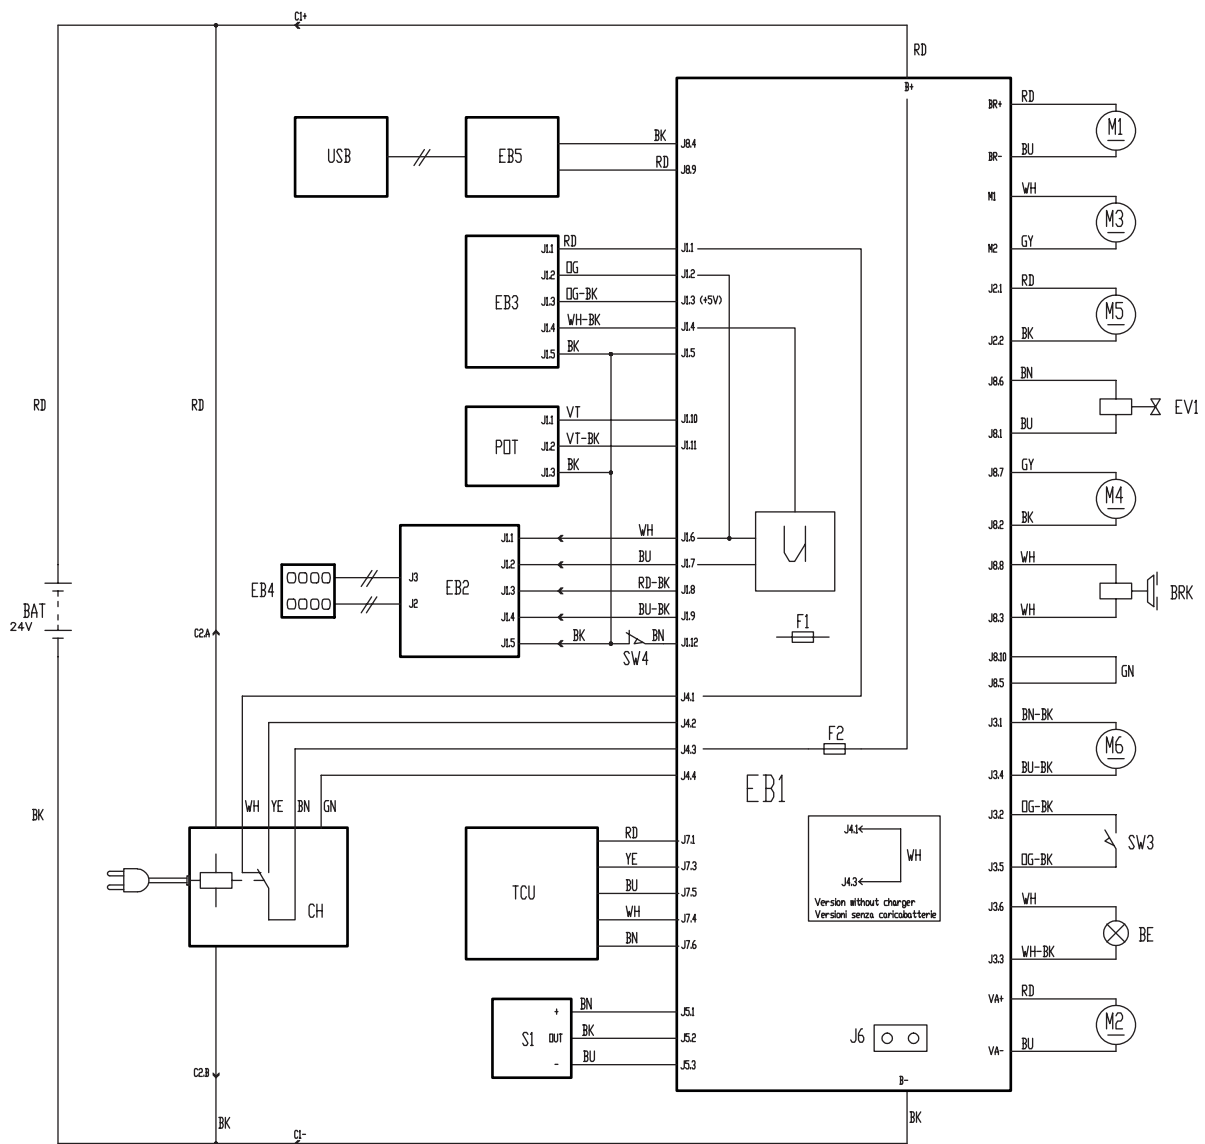 C1+
RD
B+
BR+ RD
M1
BR- BU
USB
EB5
BK J8.4
RD J8.9
M1 WH
M3
M2 GY
EB3
J1.1 RD J1.1
J1.2 OG J1.2
J1.3 OG-BK J1.3 (+5V)
J1.4 WH-BK J1.4
J1.5 BK J1.5
J2.1 RD
M5
J2.2 BK
J8.6 BN
EV1
J8.1 BU
RD
RD
POT
J1.1 VT J1.10
J1.2 VT-BK J1.11
J1.3 BK
J8.7 GY
M4
J8.2 BK
EB4
J3
J2
EB2
J1.1 WH J1.6
J1.2 BU J1.7
J1.3 RD-BK J1.8
J1.4 BU-BK J1.9
J1.5 BK BN J1.12
SW4
F1
J8.8 WH
BRK
J8.3 WH
BAT
24V
C2.A
J8.10
GN
J8.5
J4.1
J4.2
J4.3
J4.4
F2
EB1
J3.1 BN-BK
M6
J3.4 BU-BK
BK
WH YE BN GN
CH
J3.2 OG-BK
SW3
J3.5 OG-BK
TCU
RD J7.1
YE J7.3
BU J7.5
WH J7.4
BN J7.6
J4.1
WH
J4.3
Version without charger
Versioni senza caricabatterie
J3.6 WH
BE
J3.3 WH-BK
S1
+ BN J5.1
OUT BK J5.2
- BU J5.3
J6
VA+ RD
M2
VA- BU
C2.B
B-
BK
BK
C1-